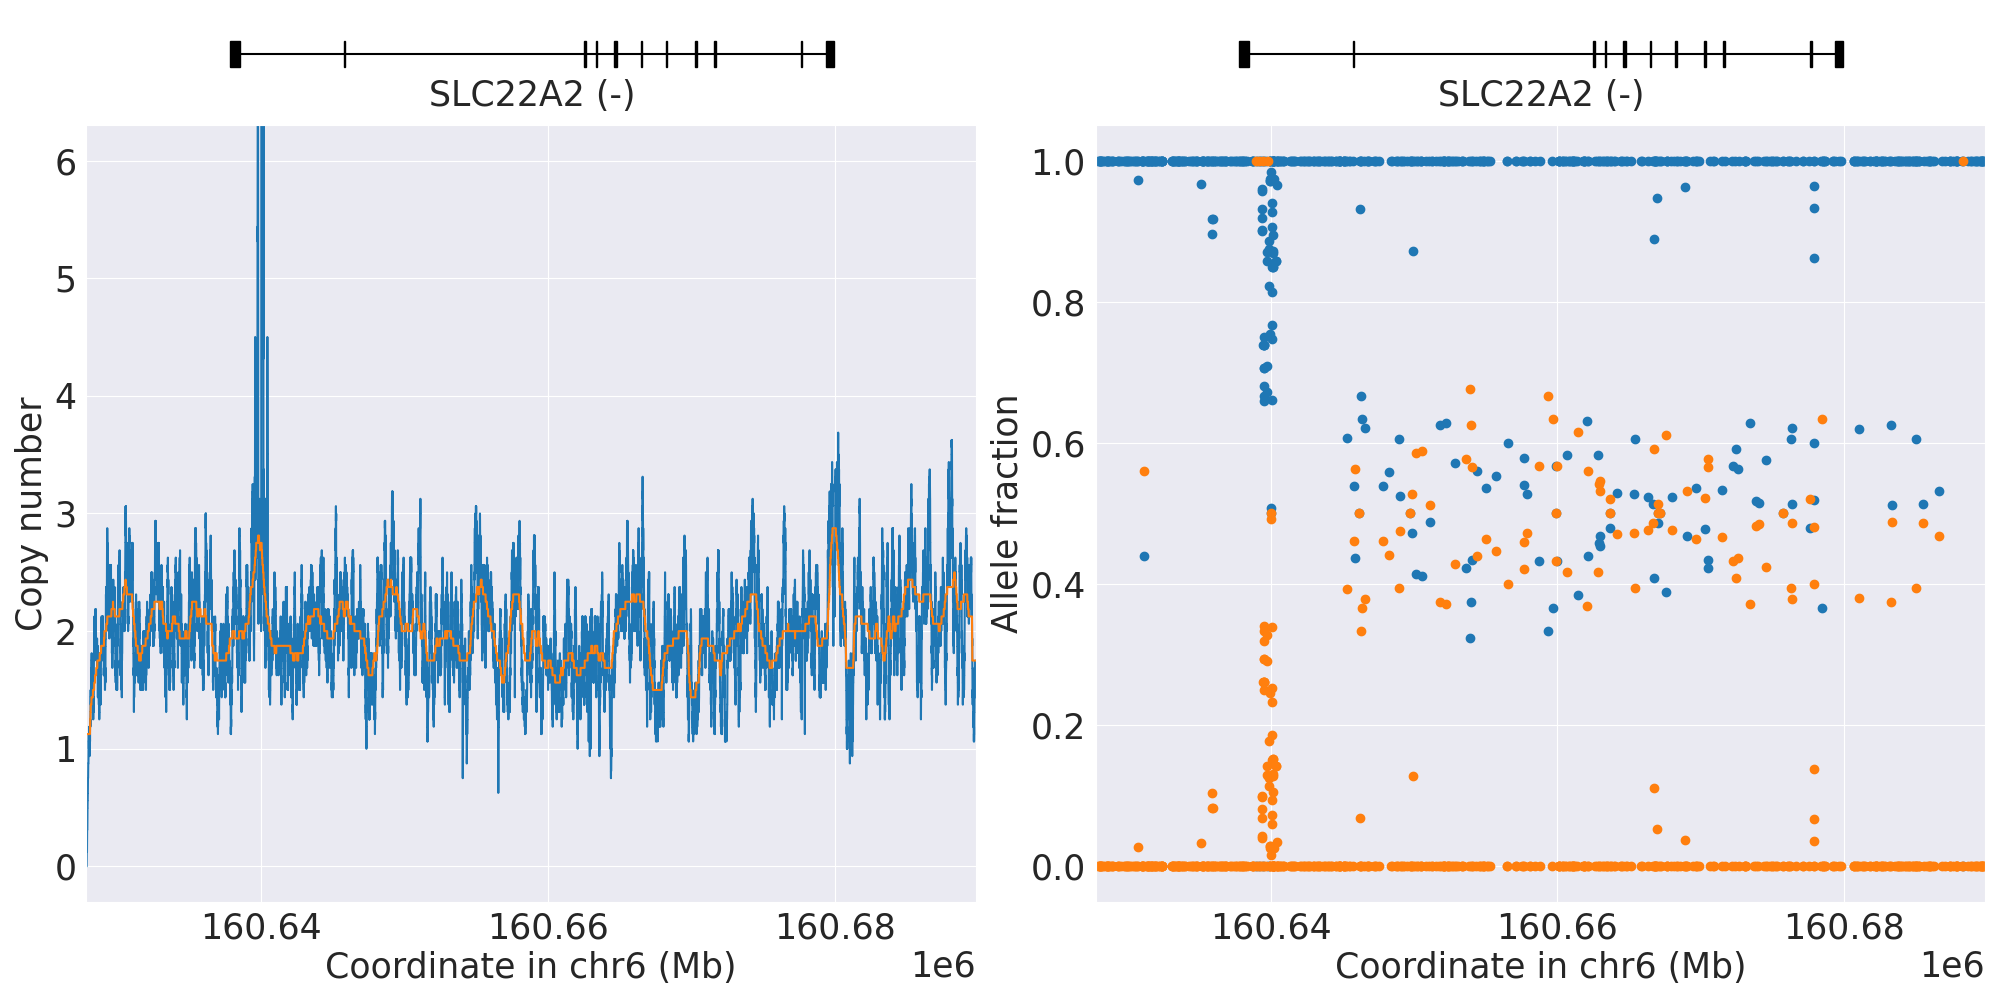 SLC22A2 (-)
6
5
4
3
2
1
0
Copy number
160.64 160.66 160.68
Coordinate in chr6 (Mb) 1e6
SLC22A2 (-)
1.0
0.8
0.6
0.4
0.2
0.0
Allele fraction
160.64 160.66 160.68
Coordinate in chr6 (Mb) 1e6